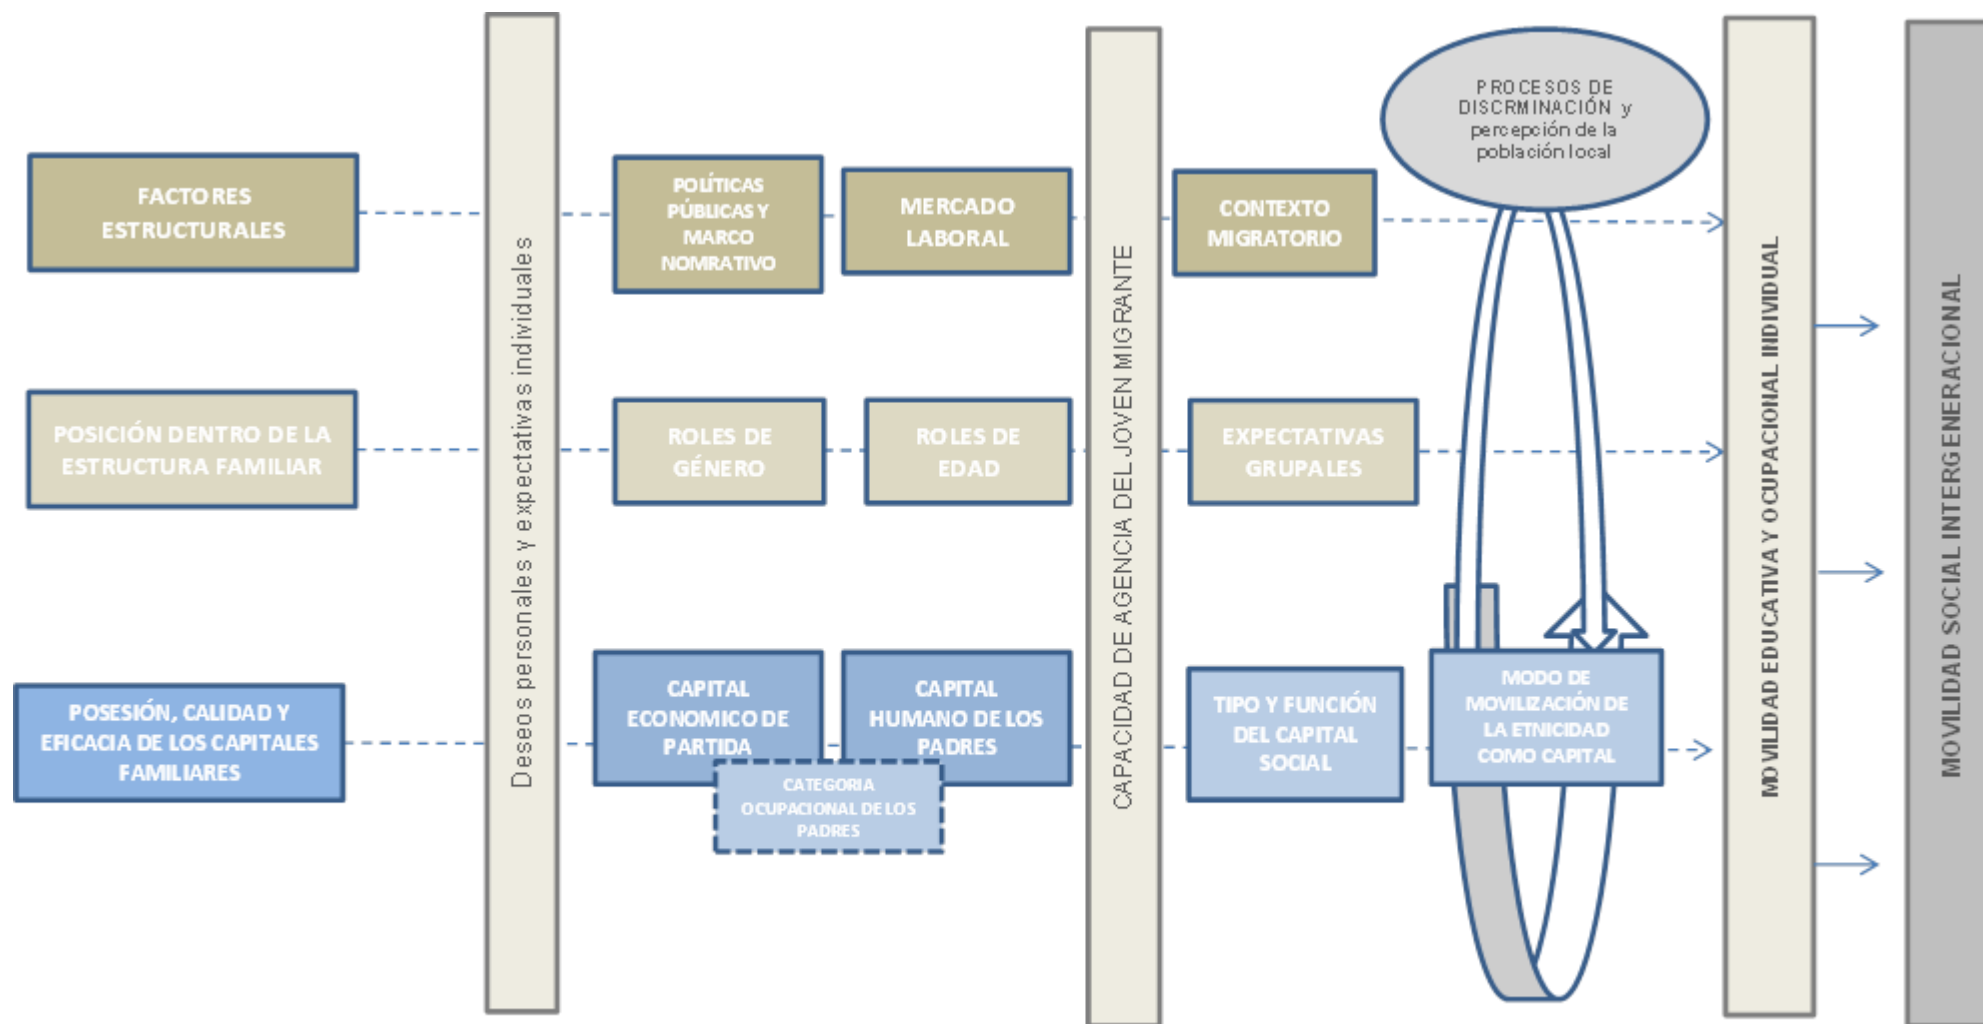 PROCESOS DE
DISCRMINACIÓN y
percepción de la
población local
FACTORES
ESTRUCTURALES
Deseos personales y expectativas individuales
POLÍTICAS
PÚBLICAS Y
MARCO
NOMRATIVO
MERCADO
LABORAL
CAPACIDAD DE AGENCIA DEL JOVEN MIGRANTE
CONTEXTO
MIGRATORIO
MOVILIDAD EDUCATIVA Y OCUPACIONAL INDIVIDUAL
MOVILIDAD SOCIAL INTERGENERACIONAL
POSICIÓN DENTRO DE LA
ESTRUCTURA FAMILIAR
ROLES DE
GÉNERO
ROLES DE
EDAD
EXPECTATIVAS
GRUPALES
POSESIÓN, CALIDAD Y
EFICACIA DE LOS CAPITALES
FAMILIARES
CAPITAL
ECONOMICO DE
PARTIDA
CAPITAL
HUMANO DE LOS
PADRES
CATEGORIA
OCUPACIONAL DE LOS
PADRES
TIPO Y FUNCIÓN
DEL CAPITAL
SOCIAL
MODO DE
MOVILIZACIÓN DE
LA ETNICIDAD
COMO CAPITAL